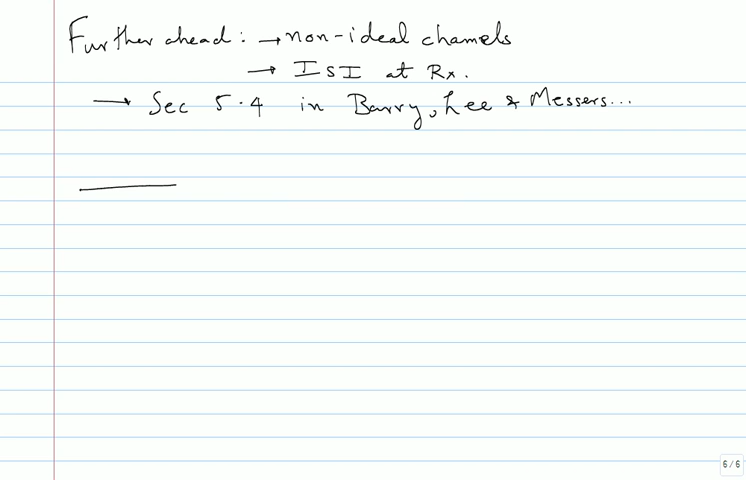 Further ahead: → non-ideal channels
→ ISI at Rx.
→ Sec 5.4 in Barry, Lee & Messers...
6/6